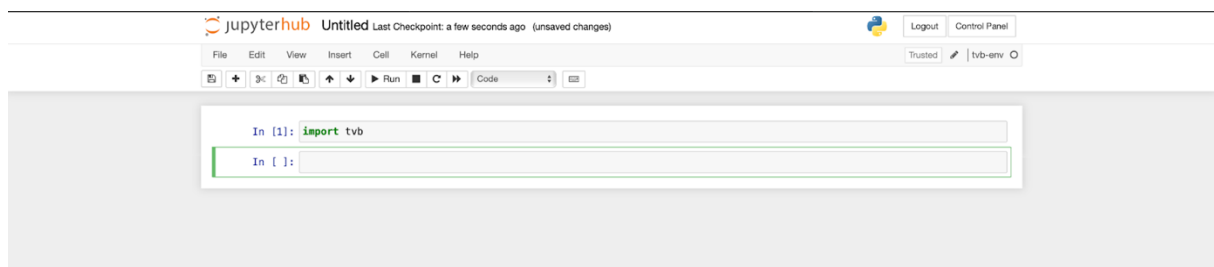 jupyterhub Untitled Last Checkpoint: a few seconds ago (unsaved changes) Logout Control Panel
File Edit View Insert Cell Kernel Help Trusted tvb-env
Run Code
In [1]: import tvb
In [ ]: